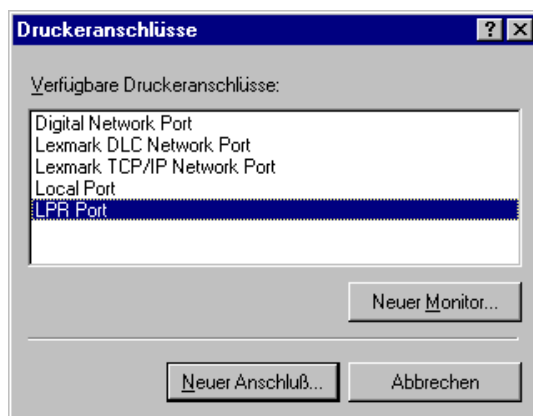 Druckeranschlüsse
Verfügbare Druckeranschlüsse:
Digital Network Port
Lexmark DLC Network Port
Lexmark TCP/IP Network Port
Local Port
LPR Port
Neuer Monitor...
Neuer Anschluß...
Abbrechen